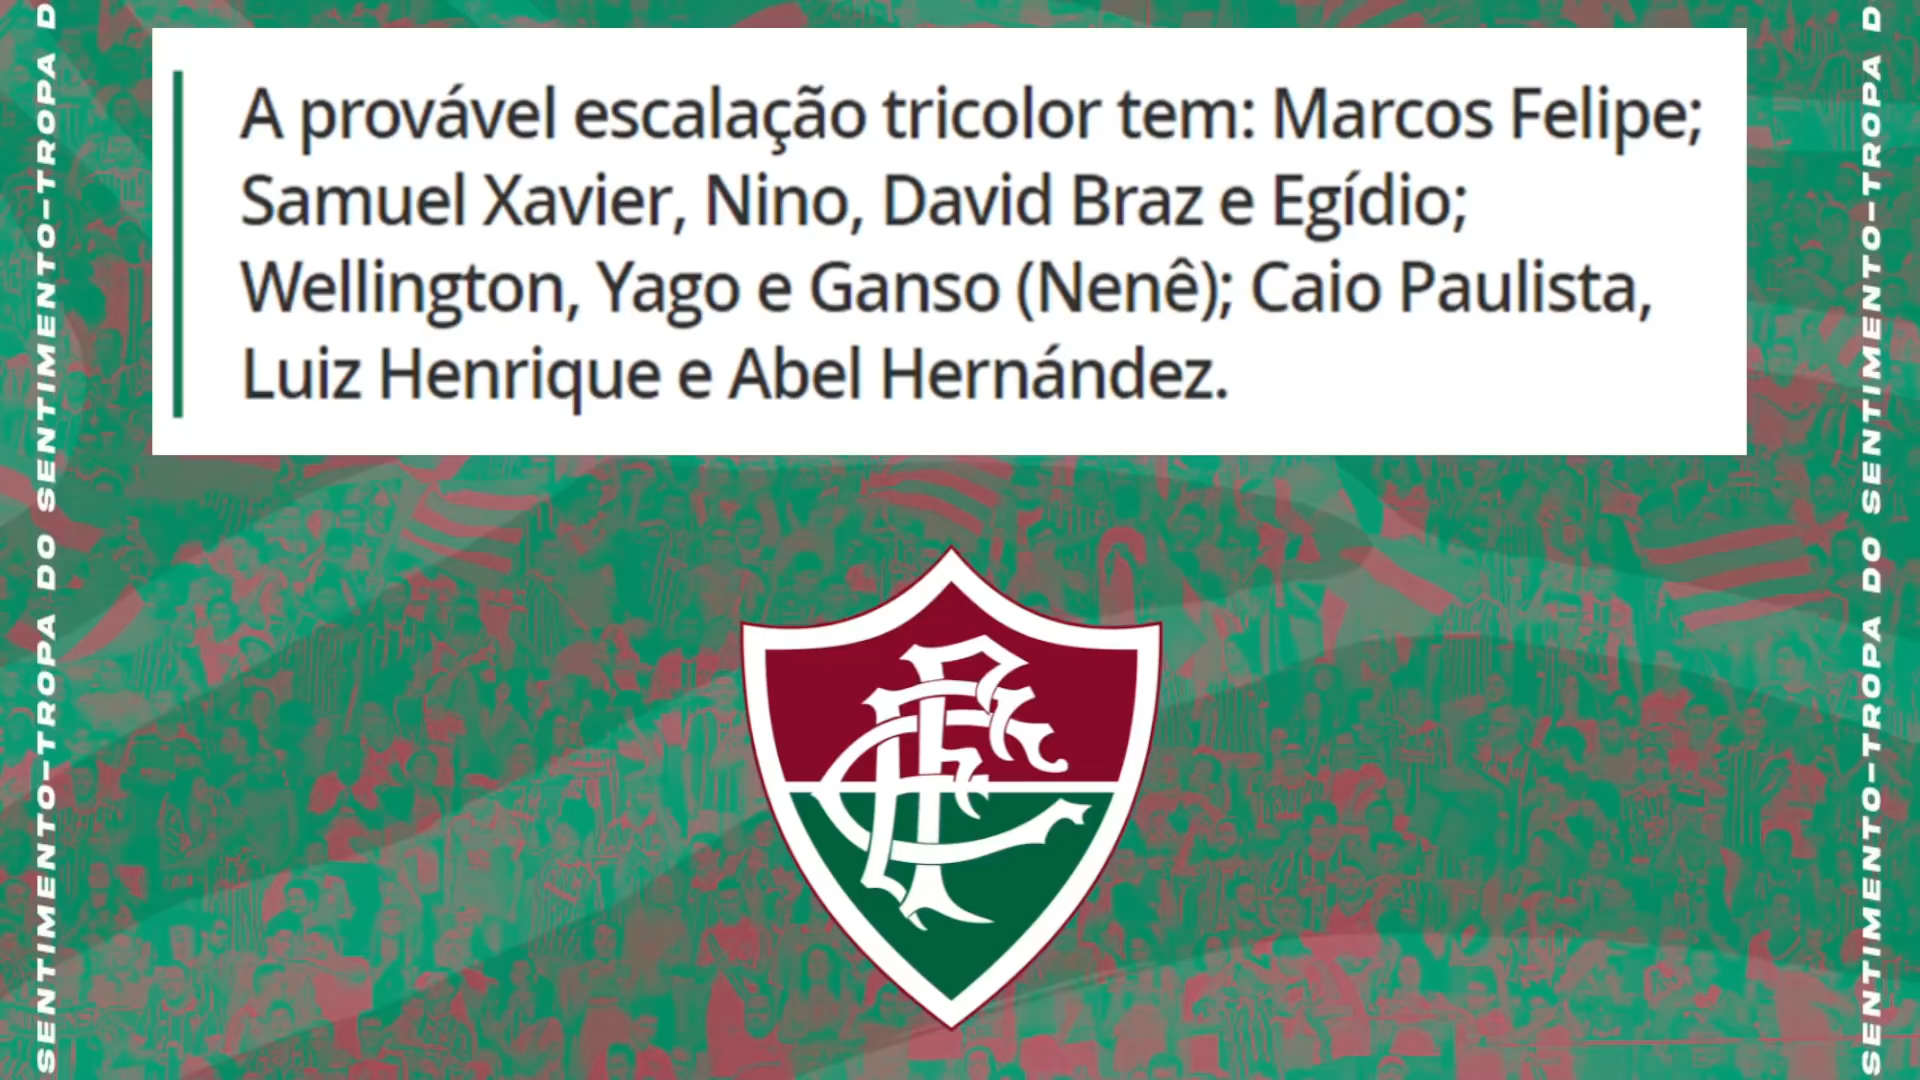 A provável escalação tricolor tem: Marcos Felipe;
Samuel Xavier, Nino, David Braz e Egídio;
Wellington, Yago e Ganso (Nenê); Caio Paulista,
Luiz Henrique e Abel Hernández.
SENTIMENTO-TROPA DO SENTIMENTO-TROPA D
SENTIMENTO-TROPA DO SENTIMENTO-TROPA D
FFC